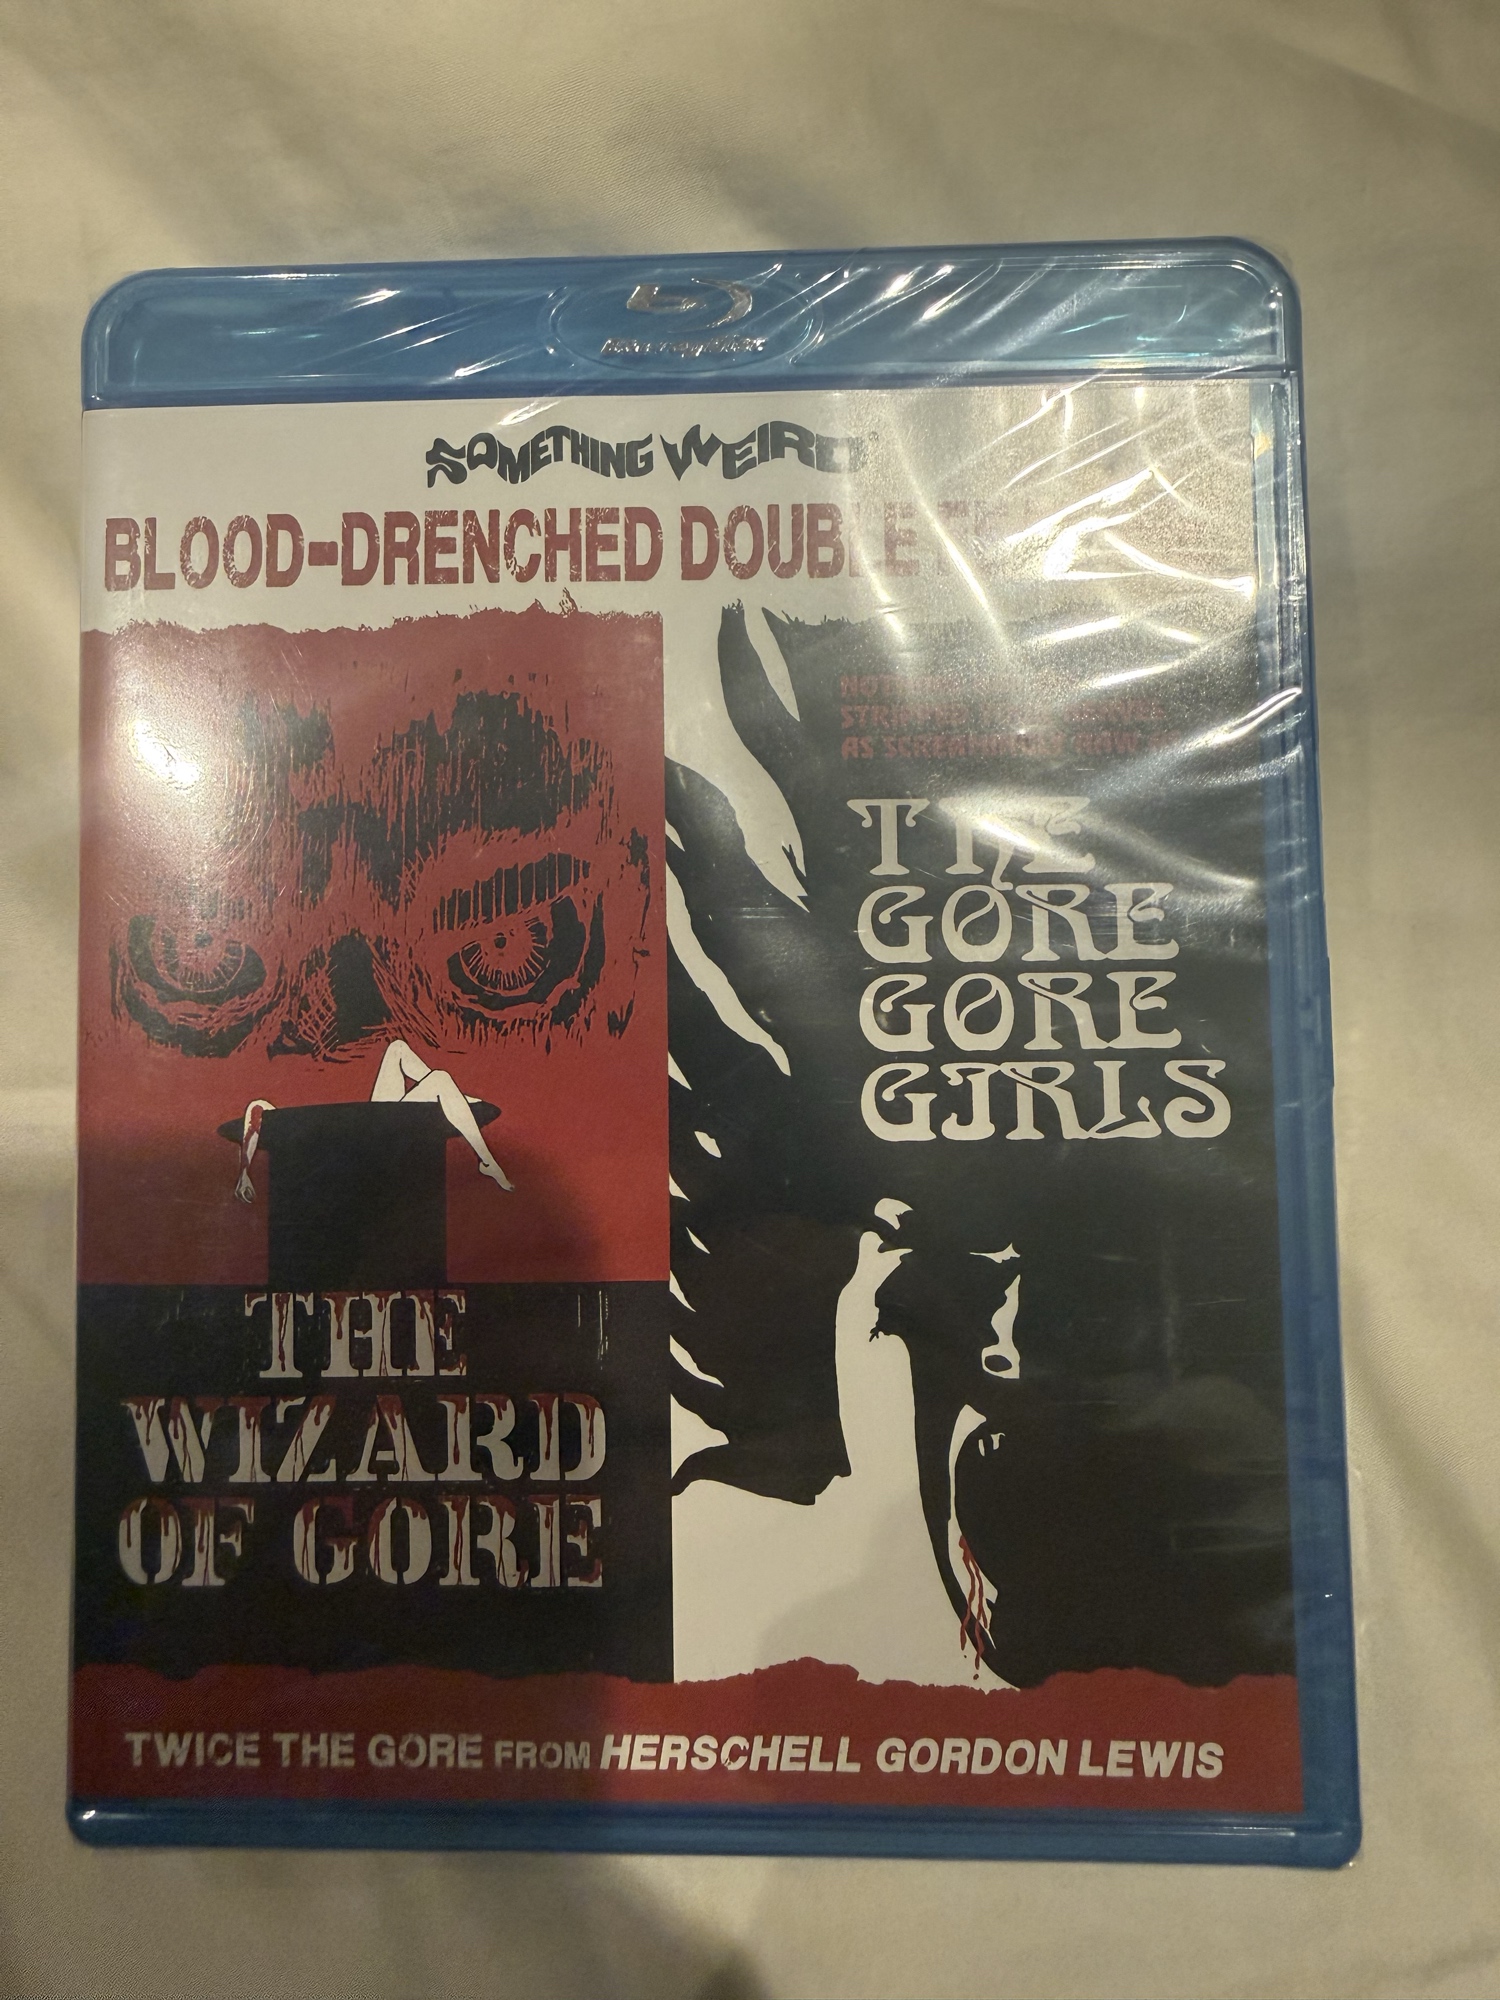 SOMETHING WEIRD
BLOOD-DRENCHED DOUBLE
AS
THE
GORE
GORE
GIRLS
THE
WIZARD
OF GORE
TWICE THE GORE FROM HERSCHELL GORDON LEWIS